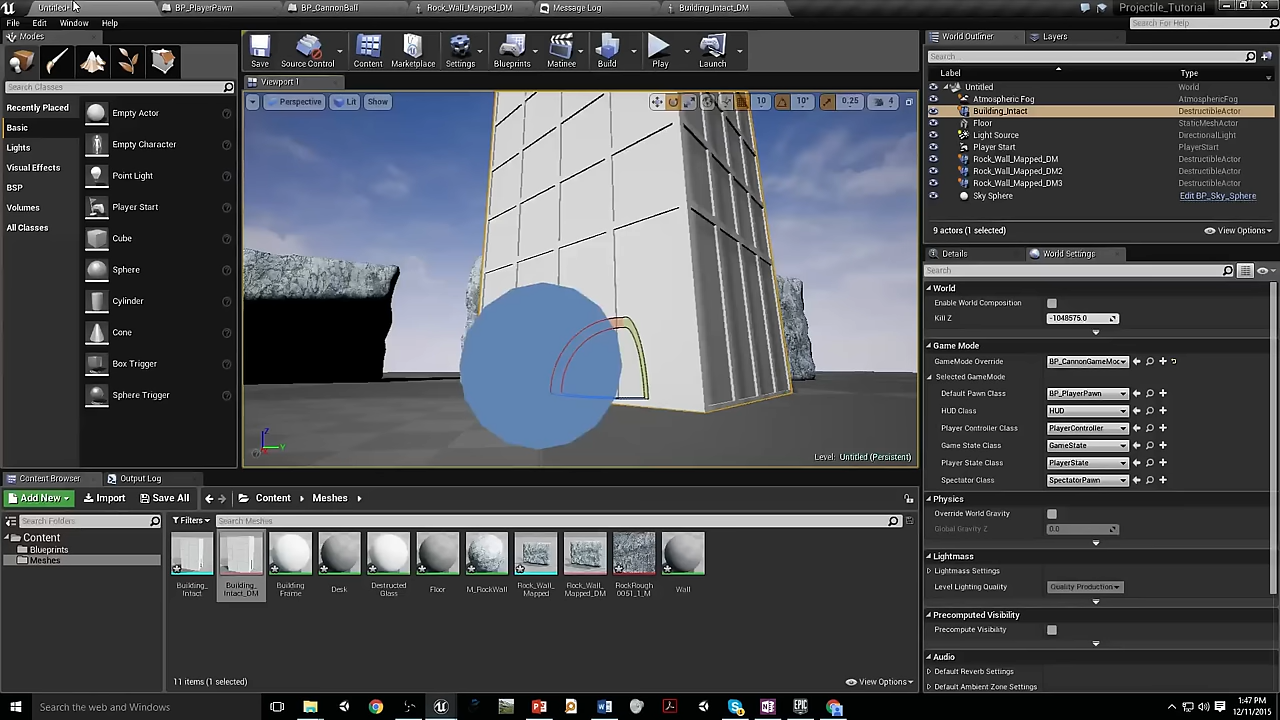 Untitled
BP_PlayerPawn
BP_CannonBall
Rock_Wall_Mapped_DM
Message Log
Building_Intact_DM
Projectile_Tutorial
File Edit Window Help
Search For Help
Modes
World Outliner
Layers
Save
Source Control
Content
Marketplace
Settings
Blueprints
Matinee
Build
Play
Launch
Search...
Label Type
Search Classes
Viewport 1
Perspective Lit Show
10 10° 0.25 4
Recently Placed
Basic
Lights
Visual Effects
BSP
Volumes
All Classes
Empty Actor
Empty Character
Point Light
Player Start
Cube
Sphere
Cylinder
Cone
Box Trigger
Sphere Trigger
Untitled World
Atmospheric Fog AtmosphericFog
Building_Intact DestructibleActor
Floor StaticMeshActor
Light Source DirectionalLight
Player Start PlayerStart
Rock_Wall_Mapped_DM DestructibleActor
Rock_Wall_Mapped_DM2 DestructibleActor
Rock_Wall_Mapped_DM3 DestructibleActor
Sky Sphere Edit BP_Sky_Sphere
9 actors (1 selected)
View Options
Details
World Settings
Search
World
Enable World Composition
Kill Z -1048575.0
Game Mode
GameMode Override BP_CannonGameMoc
Selected GameMode
Default Pawn Class BP_PlayerPawn
HUD Class HUD
Player Controller Class PlayerController
Game State Class GameState
Player State Class PlayerState
Spectator Class SpectatorPawn
Physics
Override World Gravity
Global Gravity Z 0.0
Lightmass
Lightmass Settings
Level Lighting Quality Quality Production
Precomputed Visibility
Precompute Visibility
Audio
Default Reverb Settings
Default Ambient Zone Settings
Z
Y
Level: Untitled (Persistent)
Content Browser
Output Log
Add New Import Save All
Content Meshes
Search Folders
Filters
Search Meshes
Content
Blueprints
Meshes
Building_
Intact
Building_
Intact_DM
Building
Frame
Desk
Destructed
Glass
Floor
M_RockWall
Rock_Wall_
Mapped
Rock_Wall_
Mapped_DM
RockRough
0051_1_M
Wall
11 items (1 selected)
View Options
Search the web and Windows
1:47 PM
12/11/2015